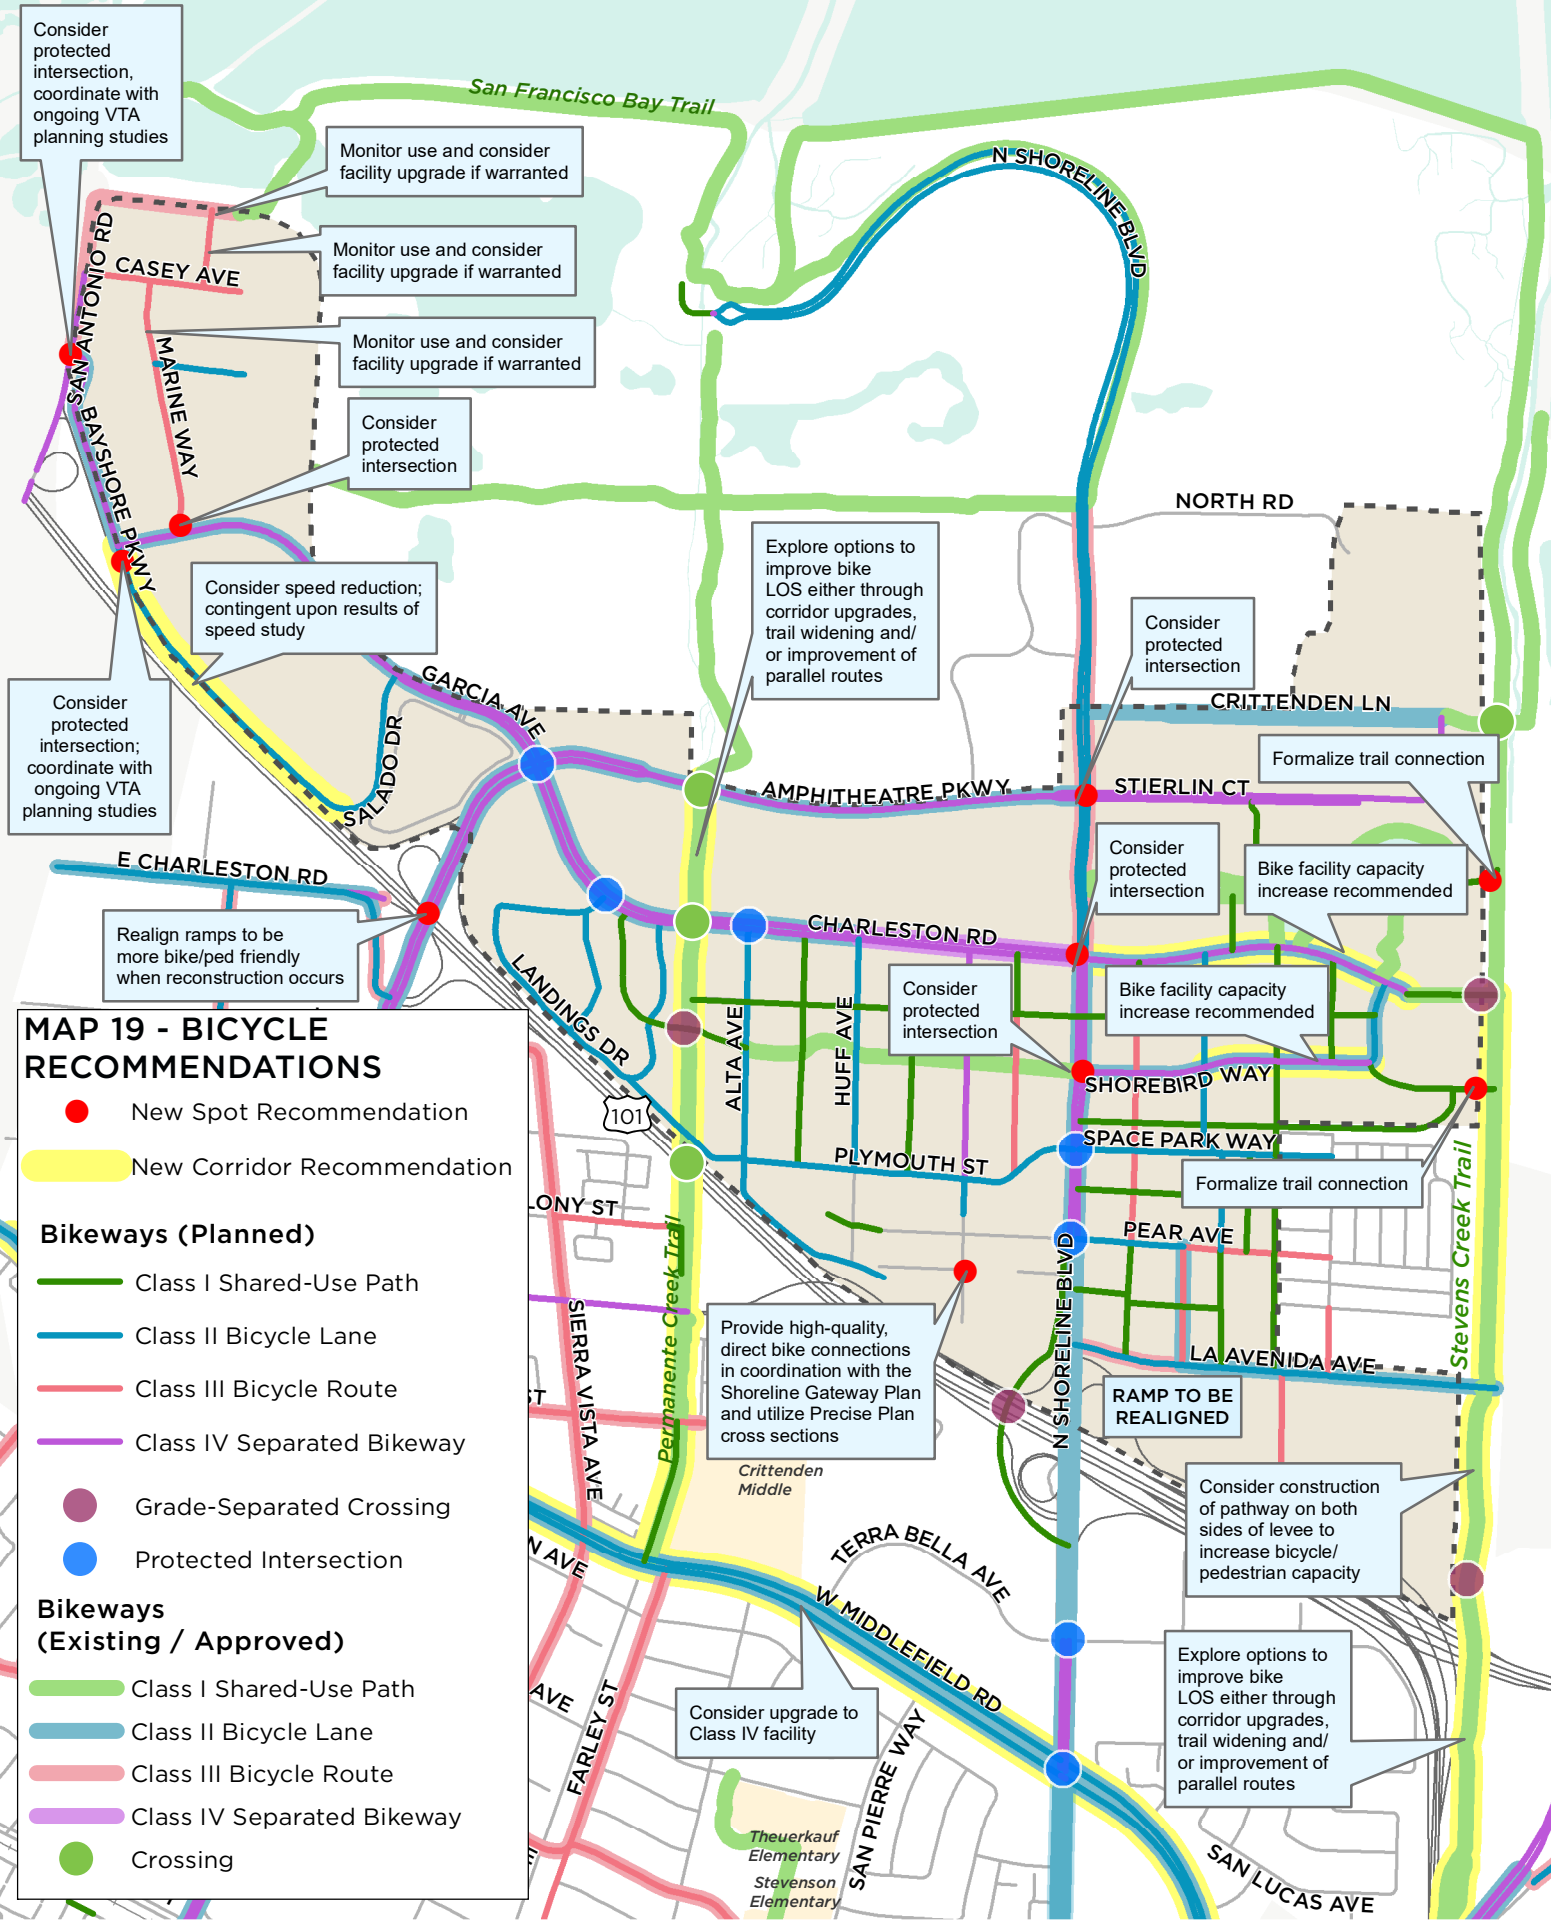 Consider
protected
intersection,
coordinate with
ongoing VTA
planning studies
San Francisco Bay Trail
Monitor use and consider
facility upgrade if warranted
N SHORELINE BLVD
SAN ANTONIO RD
CASEY AVE
Monitor use and consider
facility upgrade if warranted
MARINE WAY
Monitor use and consider
facility upgrade if warranted
BAYSHORE PKWY
Consider
protected
intersection
NORTH RD
Explore options to
improve bike
LOS either through
corridor upgrades,
trail widening and/
or improvement of
parallel routes
Consider speed reduction;
contingent upon results of
speed study
Consider
protected
intersection
GARCIA AVE
Consider
protected
intersection;
coordinate with
ongoing VTA
planning studies
SALADO DR
CRITTENDEN LN
Formalize trail connection
AMPHITHEATRE PKWY
STIERLIN CT
E CHARLESTON RD
Consider
protected
intersection
Bike facility capacity
increase recommended
Realign ramps to be
more bike/ped friendly
when reconstruction occurs
CHARLESTON RD
LANDINGS DR
Consider
protected
intersection
Bike facility capacity
increase recommended
ALTA AVE
HUFF AVE
SHOREBIRD WAY
101
SPACE PARK WAY
PLYMOUTH ST
Formalize trail connection
PEAR AVE
Stevens Creek Trail
MAP 19 - BICYCLE
RECOMMENDATIONS
New Spot Recommendation
New Corridor Recommendation
Bikeways (Planned)
Class I Shared-Use Path
Class II Bicycle Lane
Class III Bicycle Route
Class IV Separated Bikeway
Grade-Separated Crossing
Protected Intersection
Bikeways
(Existing / Approved)
Class I Shared-Use Path
Class II Bicycle Lane
Class III Bicycle Route
Class IV Separated Bikeway
Crossing
LONY ST
SIERRA VISTA AVE
Permanente Creek Trail
Provide high-quality,
direct bike connections
in coordination with the
Shoreline Gateway Plan
and utilize Precise Plan
cross sections
N SHORELINE BLVD
LA AVENIDA AVE
RAMP TO BE
REALIGNED
ST
Crittenden
Middle
Consider construction
of pathway on both
sides of levee to
increase bicycle/
pedestrian capacity
TERRA BELLA AVE
N AVE
W MIDDLEFIELD RD
Explore options to
improve bike
LOS either through
corridor upgrades,
trail widening and/
or improvement of
parallel routes
AVE
FARLEY ST
Consider upgrade to
Class IV facility
SAN PIERRE WAY
Theuerkauf
Elementary
Stevenson
Elementary
SAN LUCAS AVE